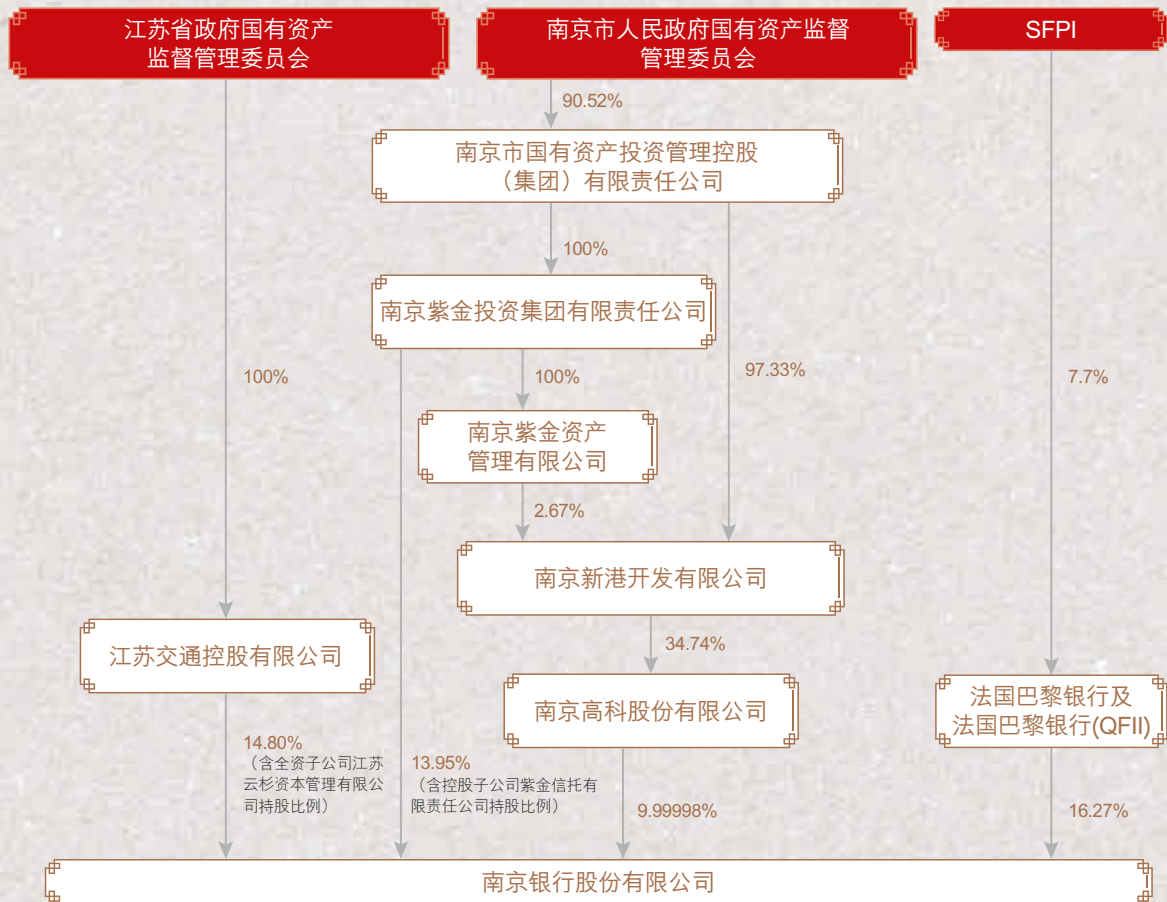 江苏省政府国有资产
监督管理委员会
南京市人民政府国有资产监督
管理委员会
SFPI
90.52%
南京市国有资产投资管理控股
（集团）有限责任公司
100%
南京紫金投资集团有限责任公司
100%
100%
97.33%
7.7%
南京紫金资产
管理有限公司
2.67%
南京新港开发有限公司
江苏交通控股有限公司
34.74%
南京高科股份有限公司
法国巴黎银行及
法国巴黎银行(QFII)
14.80%
（含全资子公司江苏
云杉资本管理有限公
司持股比例）
13.95%
（含控股子公司紫金信托有
限责任公司持股比例）
9.99998%
16.27%
南京银行股份有限公司